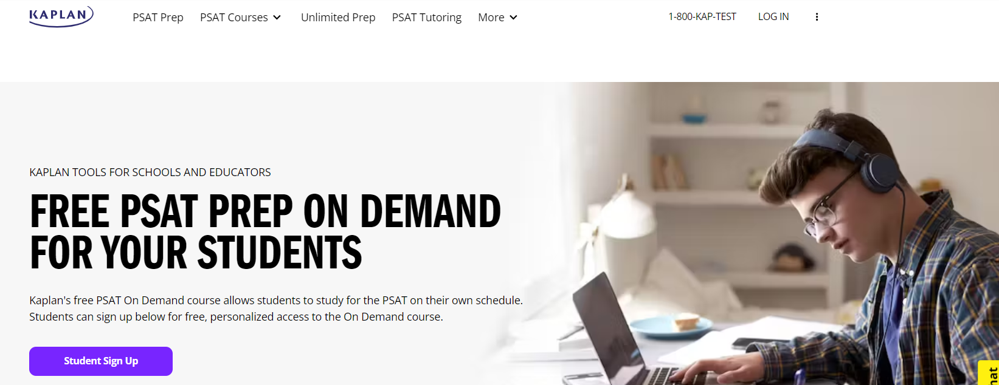 KAPLAN
PSAT Prep
PSAT Courses
Unlimited Prep
PSAT Tutoring
More
1-800-KAP-TEST
LOG IN
KAPLAN TOOLS FOR SCHOOLS AND EDUCATORS
FREE PSAT PREP ON DEMAND
FOR YOUR STUDENTS
Kaplan's free PSAT On Demand course allows students to study for the PSAT on their own schedule.
Students can sign up below for free, personalized access to the On Demand course.
Student Sign Up